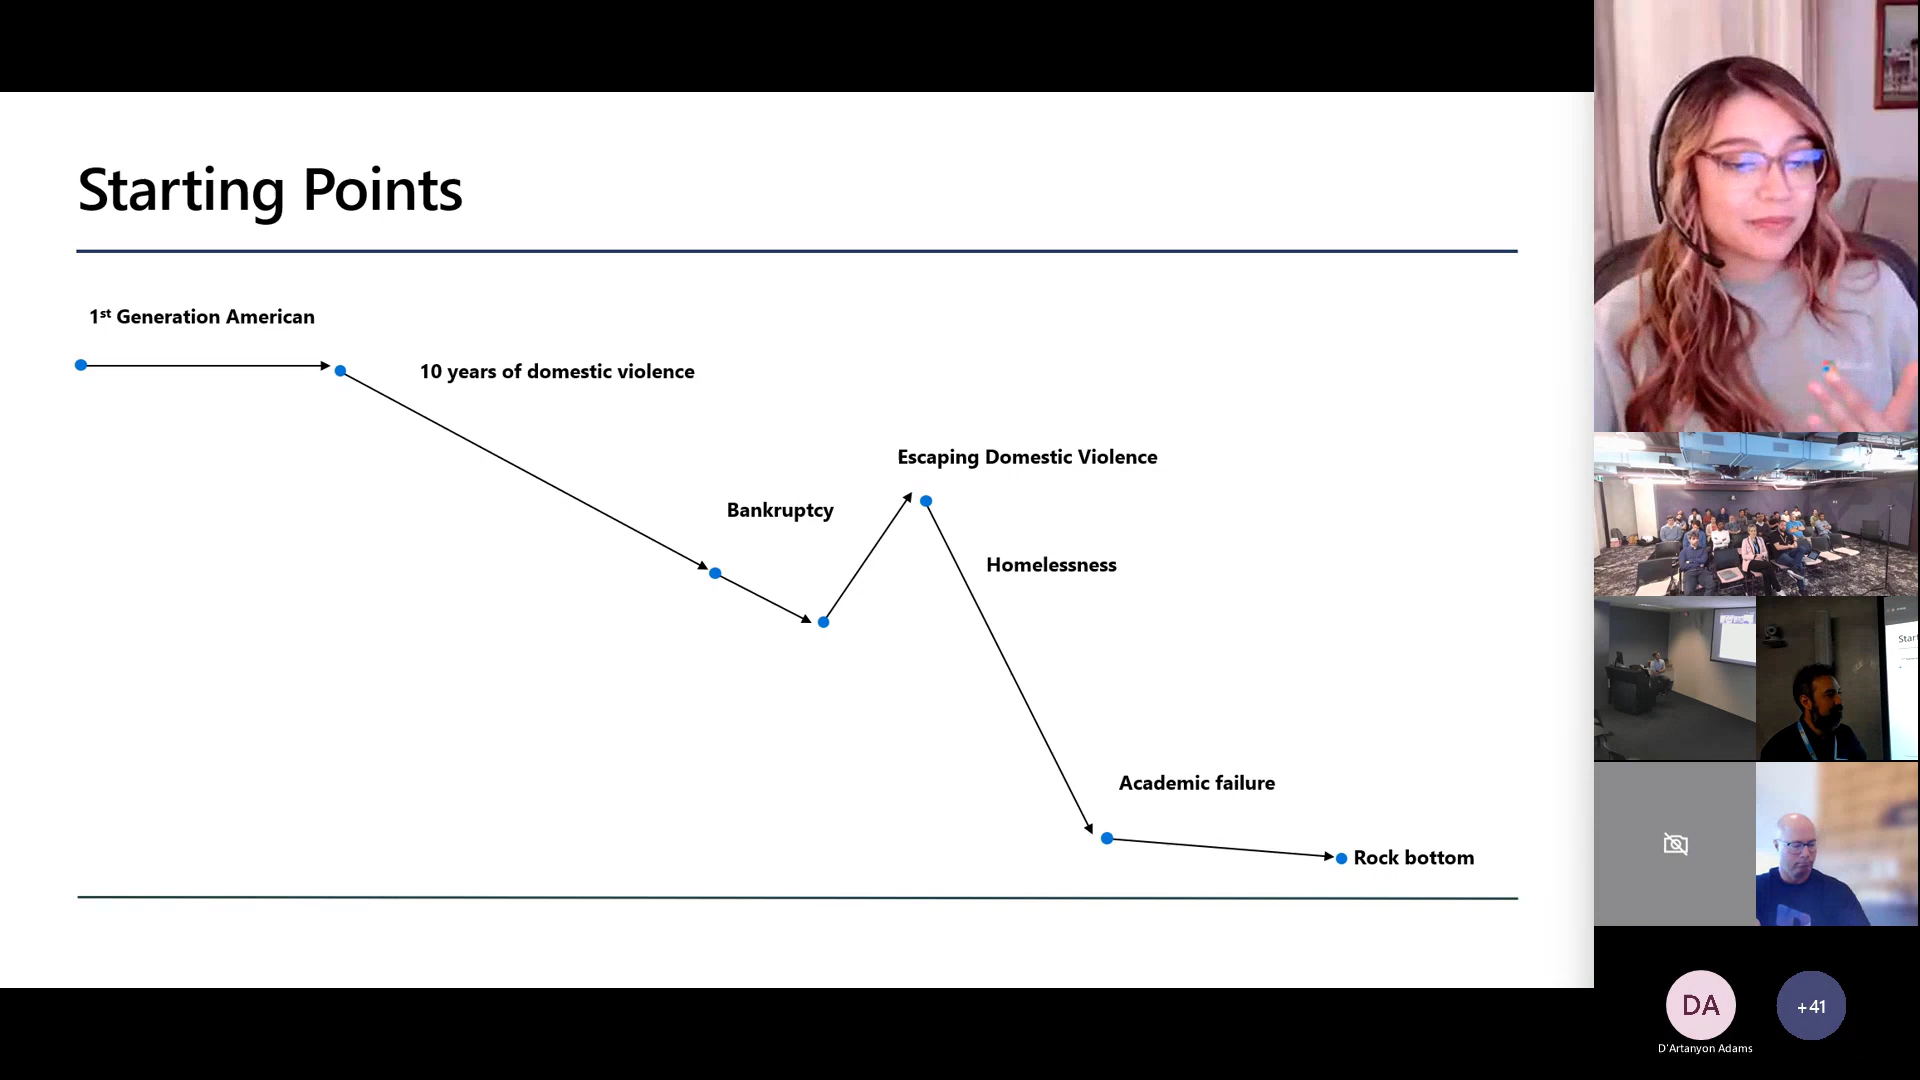 Starting Points
1st Generation American
10 years of domestic violence
Escaping Domestic Violence
Bankruptcy
Homelessness
Academic failure
Rock bottom
Star
DA
+41
D'Artanyon Adams